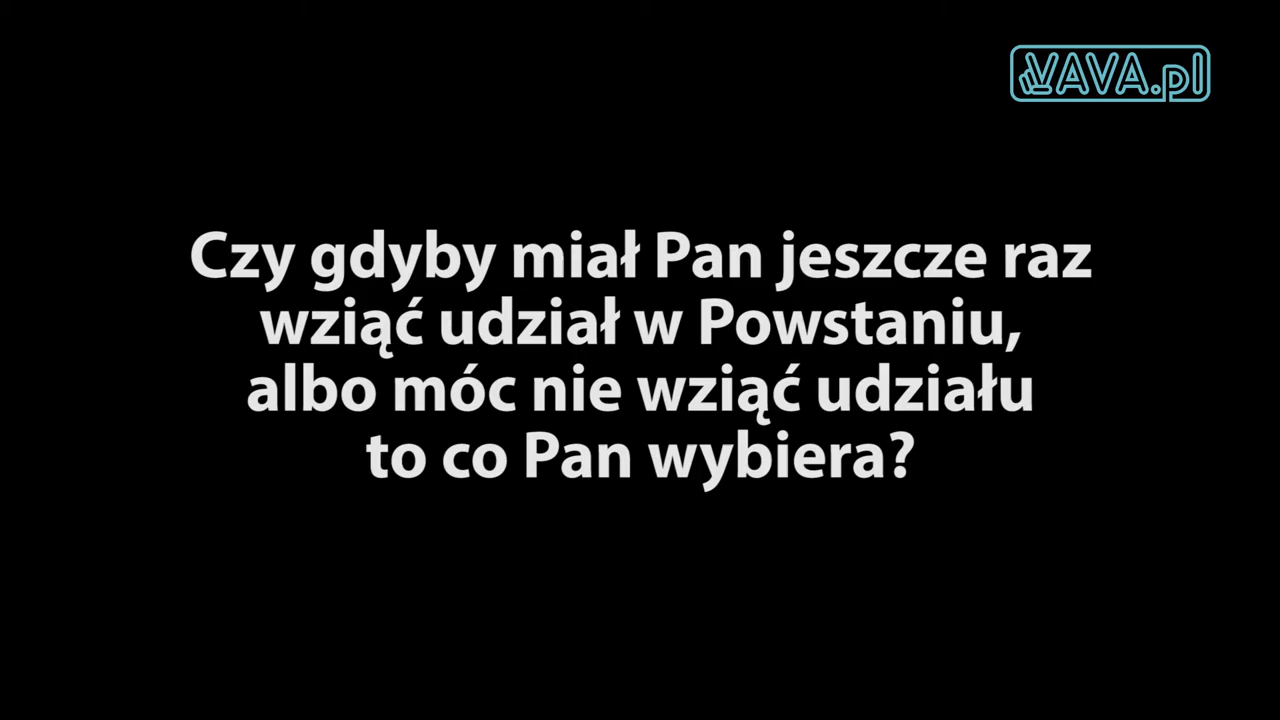 VAVA.pl
Czy gdyby miał Pan jeszcze raz
wziąć udział w Powstaniu,
albo móc nie wziąć udziału
to co Pan wybiera?